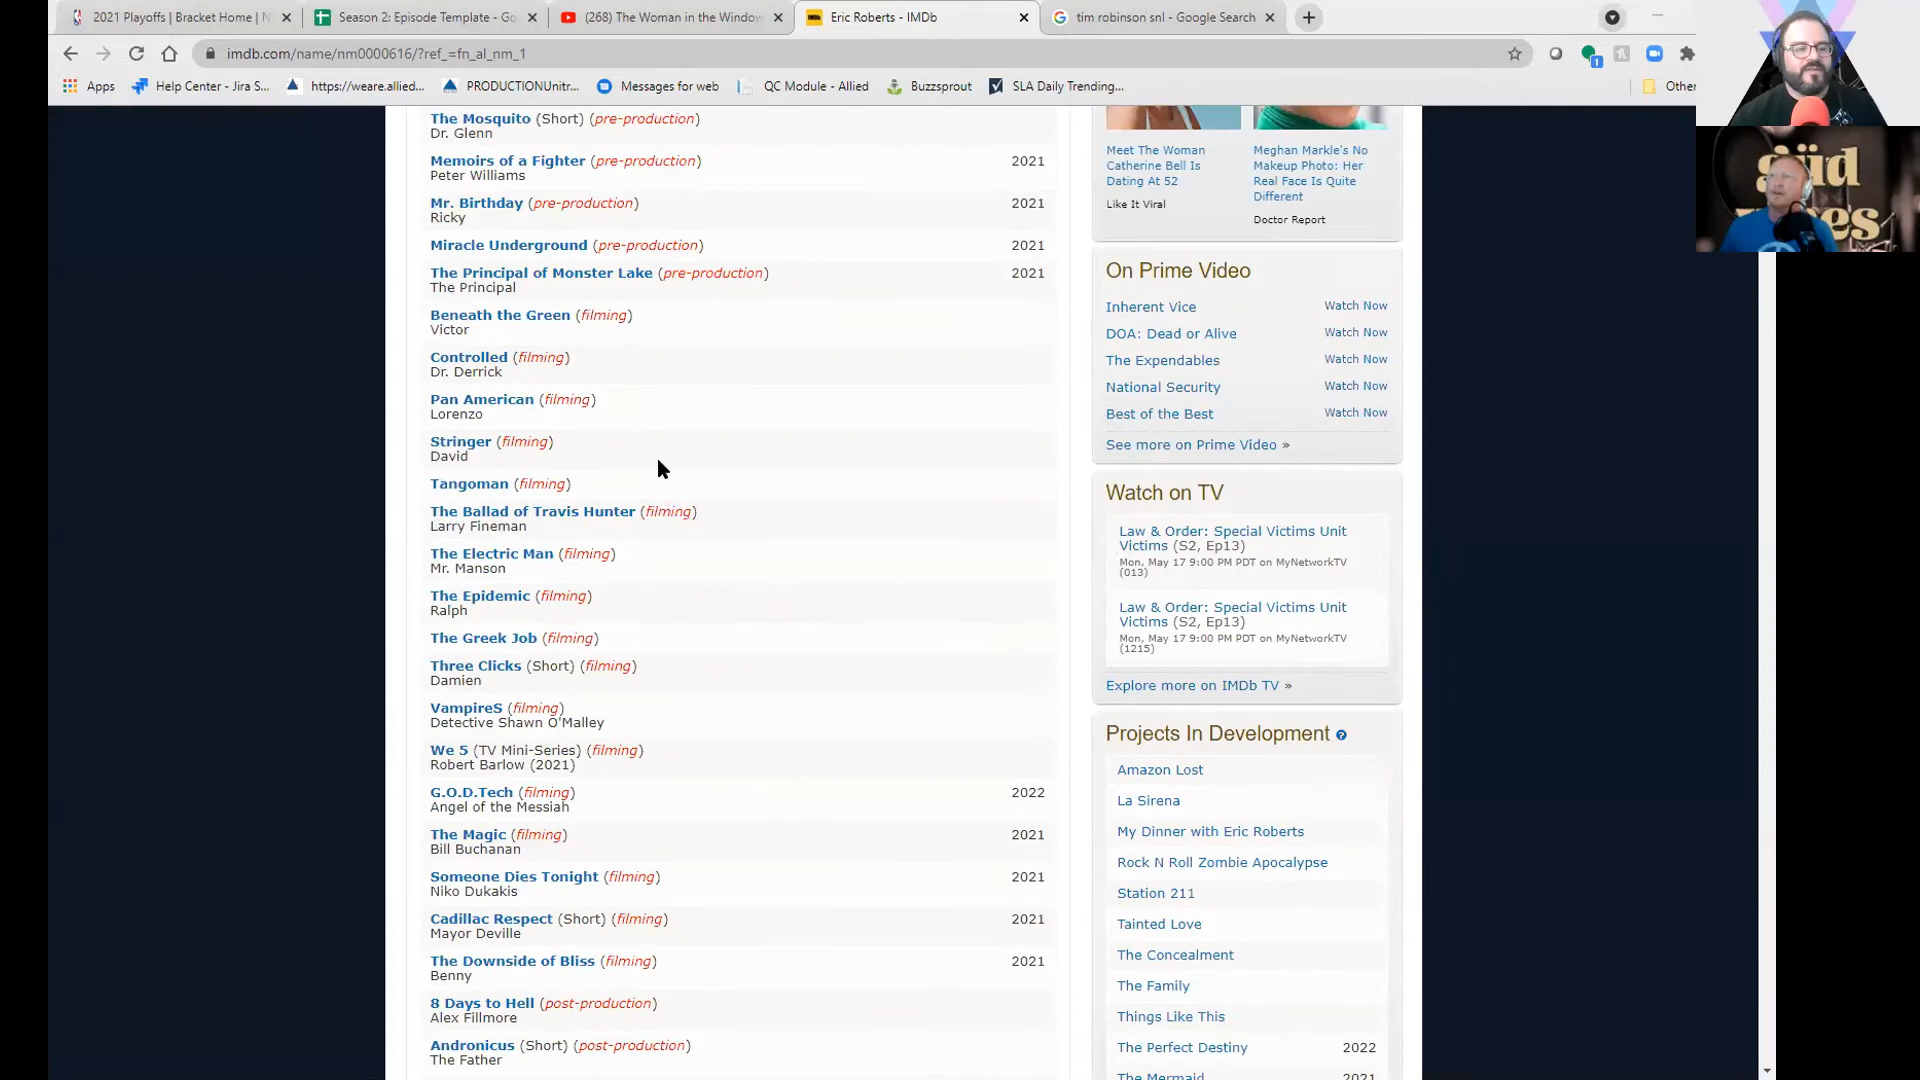 2021 Playoffs | Bracket Home | N
Season 2: Episode Template - Go
(268) The Woman in the Window
Eric Roberts - IMDb
tim robinson snl - Google Search
imdb.com/name/nm0000616/?ref_=fn_al_nm_1
Apps
Help Center - Jira S...
https://weare.allied...
PRODUCTIONUnitr...
Messages for web
QC Module - Allied
Buzzsprout
SLA Daily Trending...
Other
The Mosquito (Short) (pre-production)
Dr. Glenn
Memoirs of a Fighter (pre-production) 2021
Peter Williams
Mr. Birthday (pre-production) 2021
Ricky
Miracle Underground (pre-production) 2021
The Principal of Monster Lake (pre-production) 2021
The Principal
Beneath the Green (filming)
Victor
Controlled (filming)
Dr. Derrick
Pan American (filming)
Lorenzo
Stringer (filming)
David
Tangoman (filming)
The Ballad of Travis Hunter (filming)
Larry Fineman
The Electric Man (filming)
Mr. Manson
The Epidemic (filming)
Ralph
The Greek Job (filming)
Three Clicks (Short) (filming)
Damien
VampireS (filming)
Detective Shawn O'Malley
We 5 (TV Mini-Series) (filming)
Robert Barlow (2021)
G.O.D.Tech (filming) 2022
Angel of the Messiah
The Magic (filming) 2021
Bill Buchanan
Someone Dies Tonight (filming) 2021
Niko Dukakis
Cadillac Respect (Short) (filming) 2021
Mayor Deville
The Downside of Bliss (filming) 2021
Benny
8 Days to Hell (post-production)
Alex Fillmore
Andronicus (Short) (post-production)
The Father
Meet The Woman
Catherine Bell Is
Dating At 52
Like It Viral
Meghan Markle's No
Makeup Photo: Her
Real Face Is Quite
Different
Doctor Report
On Prime Video
Inherent Vice Watch Now
DOA: Dead or Alive Watch Now
The Expendables Watch Now
National Security Watch Now
Best of the Best Watch Now
See more on Prime Video »
Watch on TV
Law & Order: Special Victims Unit
Victims (S2, Ep13)
Mon, May 17 9:00 PM PDT on MyNetworkTV
(013)
Law & Order: Special Victims Unit
Victims (S2, Ep13)
Mon, May 17 9:00 PM PDT on MyNetworkTV
(1215)
Explore more on IMDb TV »
Projects In Development
Amazon Lost
La Sirena
My Dinner with Eric Roberts
Rock N Roll Zombie Apocalypse
Station 211
Tainted Love
The Concealment
The Family
Things Like This
The Perfect Destiny 2022
The Mermaid 2021
güd